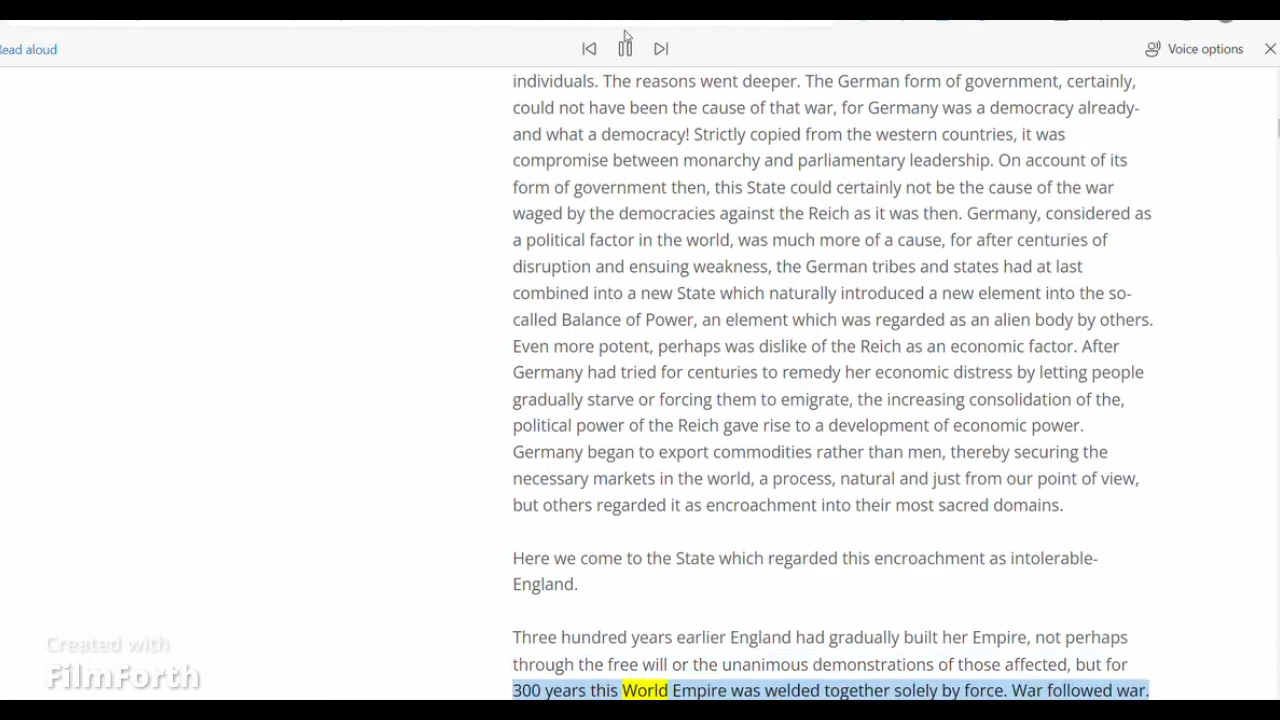 Read aloud
Voice options
individuals. The reasons went deeper. The German form of government, certainly,
could not have been the cause of that war, for Germany was a democracy already-
and what a democracy! Strictly copied from the western countries, it was
compromise between monarchy and parliamentary leadership. On account of its
form of government then, this State could certainly not be the cause of the war
waged by the democracies against the Reich as it was then. Germany, considered as
a political factor in the world, was much more of a cause, for after centuries of
disruption and ensuing weakness, the German tribes and states had at last
combined into a new State which naturally introduced a new element into the so-
called Balance of Power, an element which was regarded as an alien body by others.
Even more potent, perhaps was dislike of the Reich as an economic factor. After
Germany had tried for centuries to remedy her economic distress by letting people
gradually starve or forcing them to emigrate, the increasing consolidation of the,
political power of the Reich gave rise to a development of economic power.
Germany began to export commodities rather than men, thereby securing the
necessary markets in the world, a process, natural and just from our point of view,
but others regarded it as encroachment into their most sacred domains.
Here we come to the State which regarded this encroachment as intolerable-
England.
Three hundred years earlier England had gradually built her Empire, not perhaps
through the free will or the unanimous demonstrations of those affected, but for
300 years this World Empire was welded together solely by force. War followed war.
Created with
FilmForth